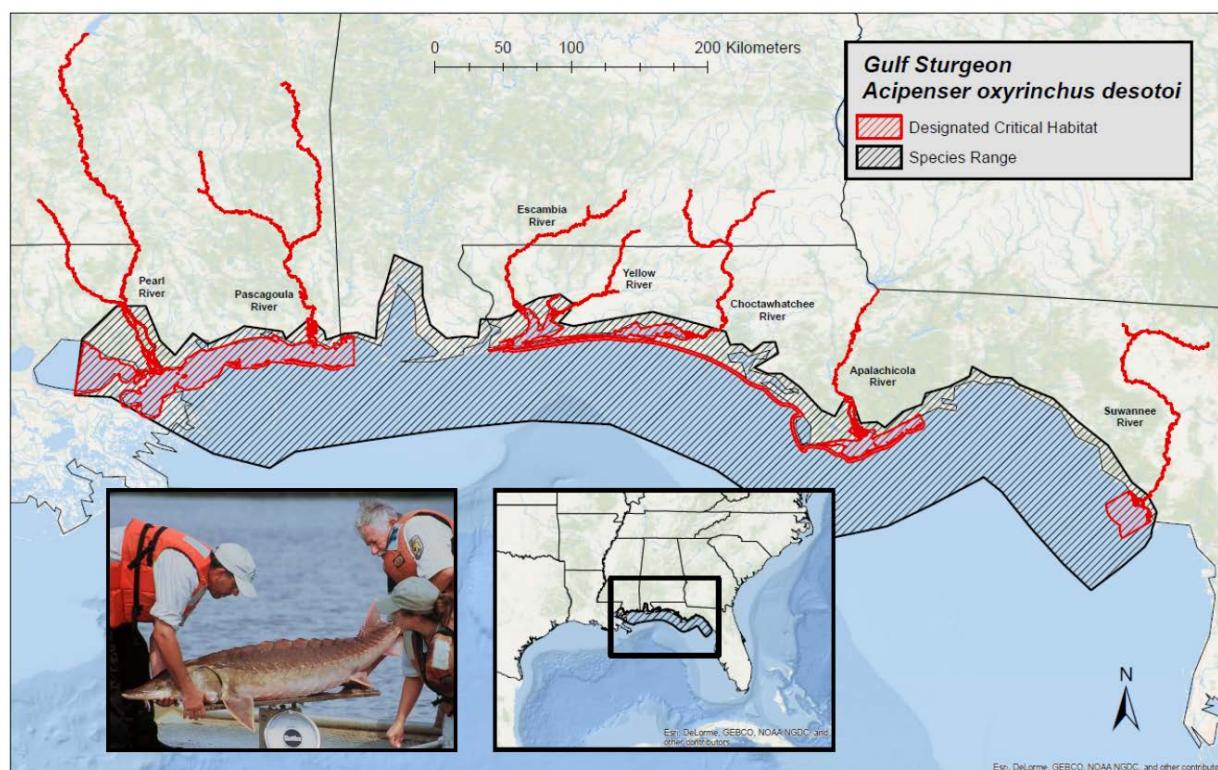 0 50 100 200 Kilometers
Gulf Sturgeon
Acipenser oxyrinchus desotoi
Designated Critical Habitat
Species Range
Escambia
River
Yellow
River
Pearl
River
Pascagoula
River
Choctawhatchee
River
Apalachicola
River
Suwannee
River
N
Esri, DeLorme, GEBCO, NOAA NGDC, and
other contributors
Esri, DeLorme, GEBCO, NOAA NGDC, and other contribut